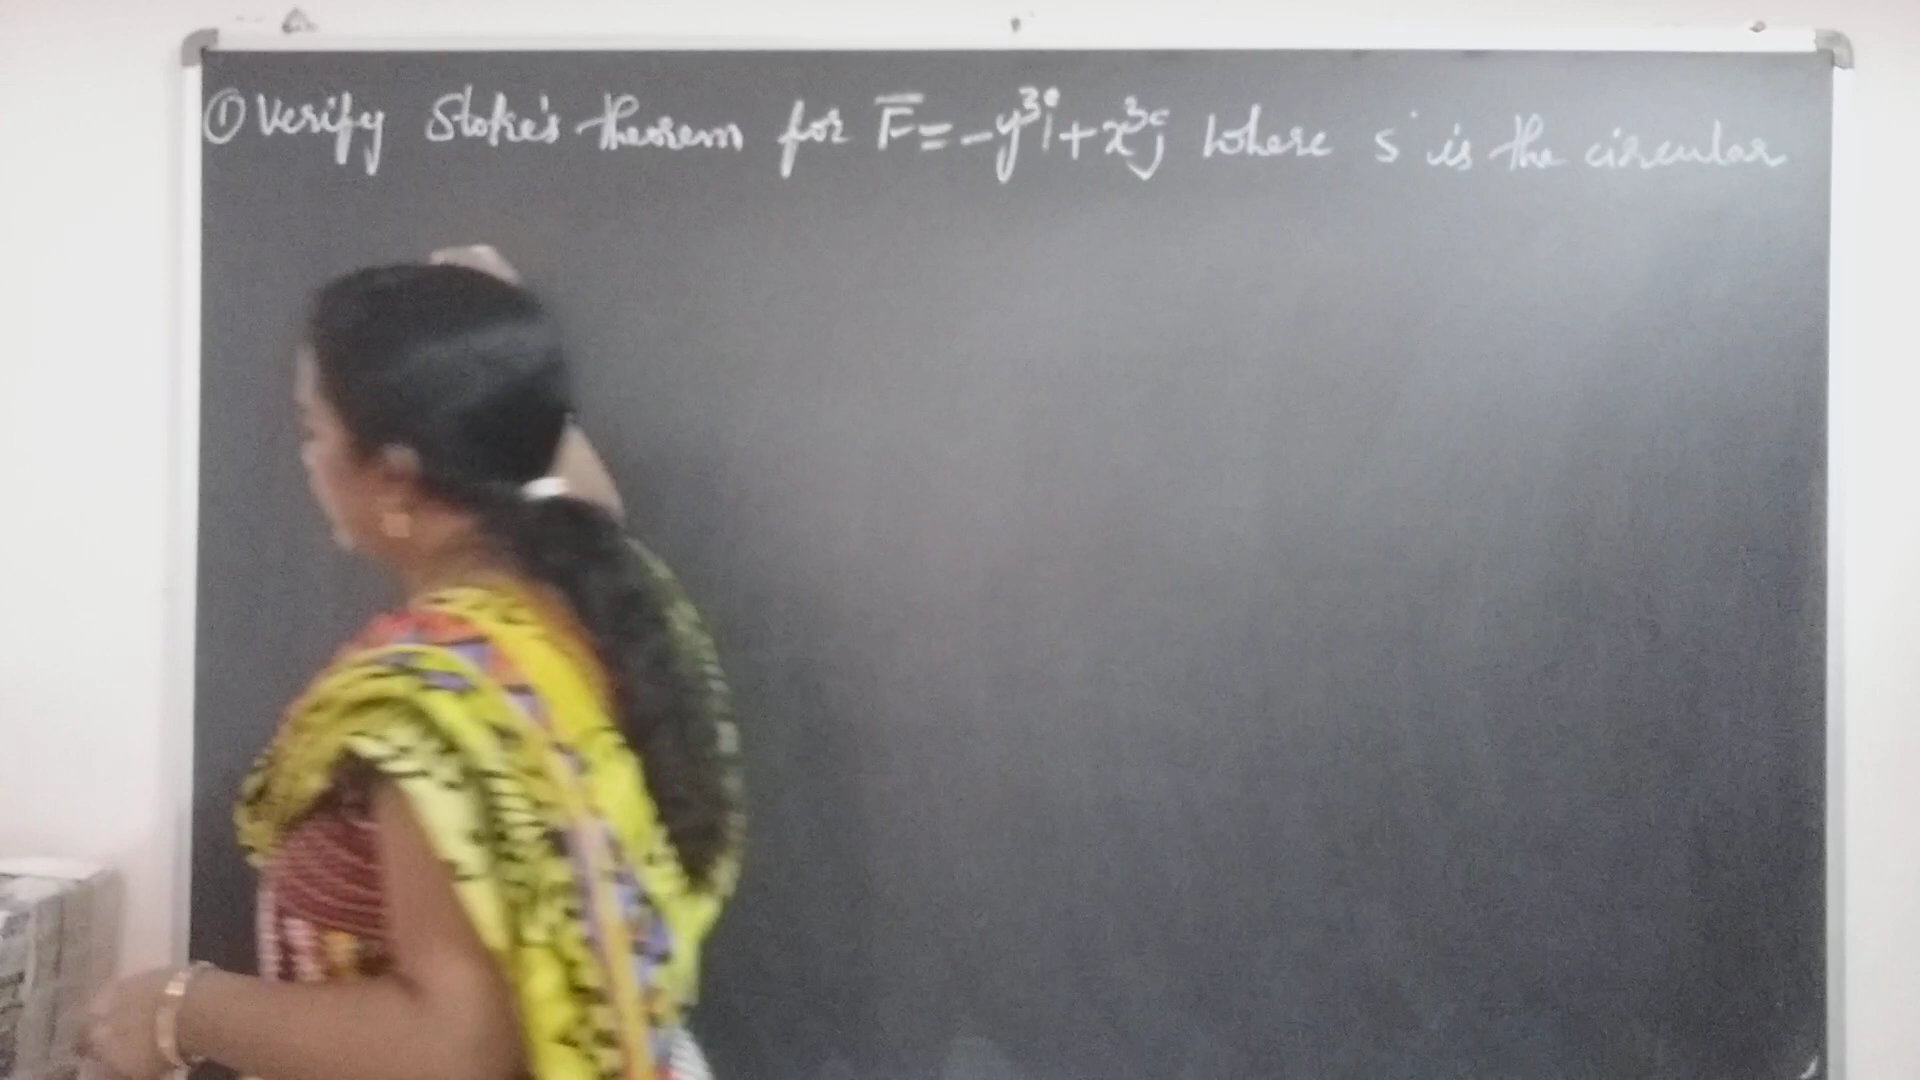 ① Verify Stoke's theorem for F̅ = -y³i + x³j where s is the circular